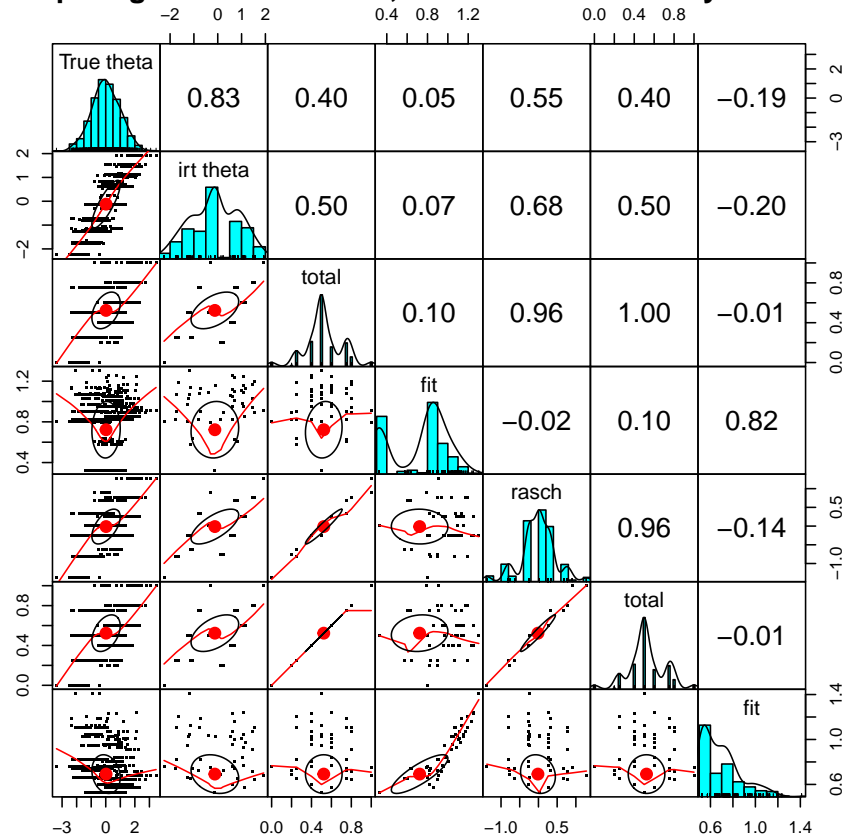 −2 0 1 2 0.4 0.8 1.2 0.0 0.4 0.8
True theta
0.83 0.40 0.05 0.55 0.40 −0.19
−3 0 2
irt theta
−2 0 1 2
0.50 0.07 0.68 0.50 −0.20
total
0.10 0.96 1.00 −0.01
0.0 0.4 0.8
fit
0.4 0.8 1.2
−0.02 0.10 0.82
rasch
0.96 −0.14
−1.0 0.5
total
0.0 0.4 0.8
−0.01
fit
0.6 1.0 1.4
−3 0 2 0.0 0.4 0.8 −1.0 0.5 0.6 1.0 1.4